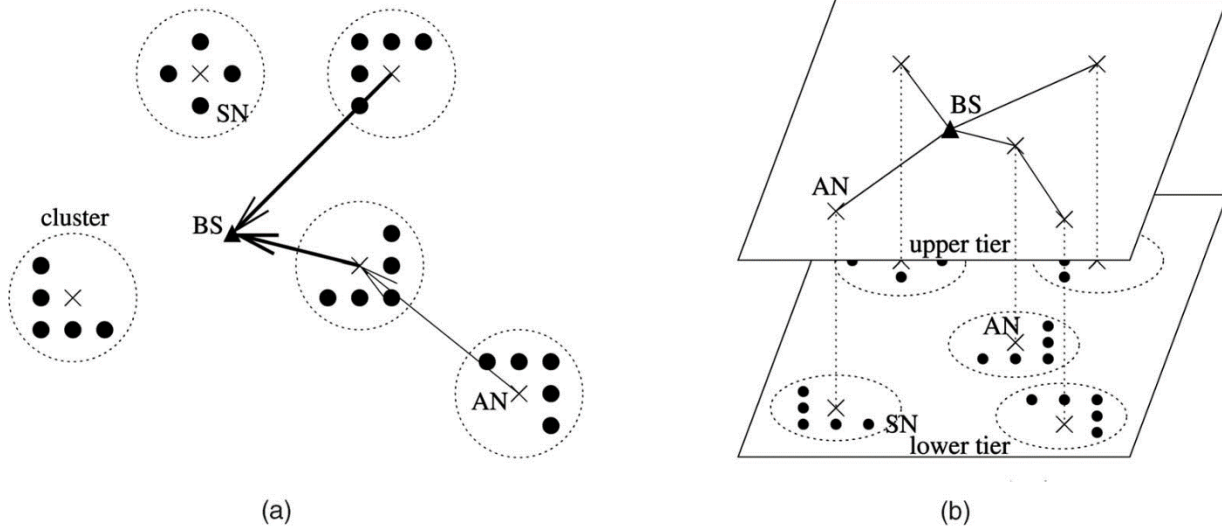 SN
cluster
BS
AN
(a)
BS
AN
upper tier
AN
SN
lower tier
(b)